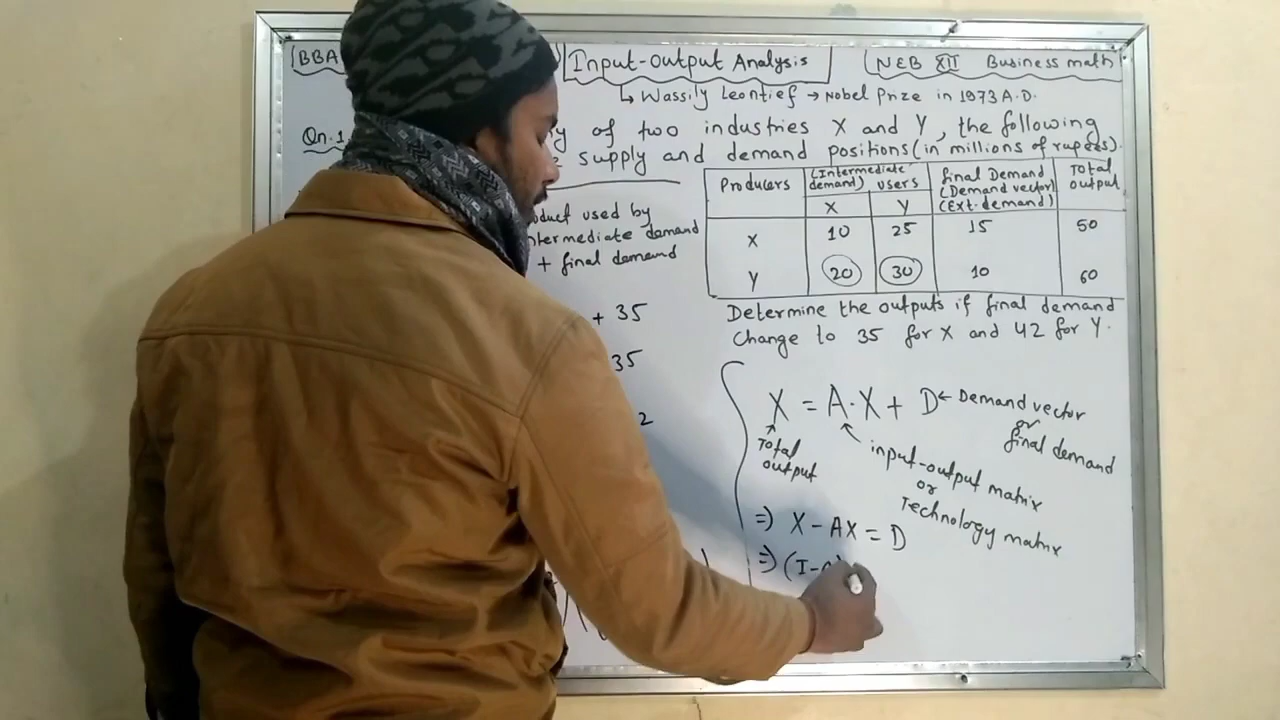 BBA
Input-Output Analysis
NEB XII Business math
↳ Wassily Leontief → Nobel Prize in 1973 A.D.
Qn.1 of two industries X and Y, the following
supply and demand positions (in millions of rupees).
Producers (Intermediate demand) users Final Demand (Demand vector) (Ext. demand) Total output
X Y
X 10 25 15 50
Y 20 30 10 60
used by
intermediate demand
+ final demand
+ 35
35
2
Determine the outputs if final demand
change to 35 for X and 42 for Y.
X = A·X + D ← Demand vector
or
final demand
Total
output
input-output matrix
or
Technology matrix
⇒ X - AX = D
⇒ (I-